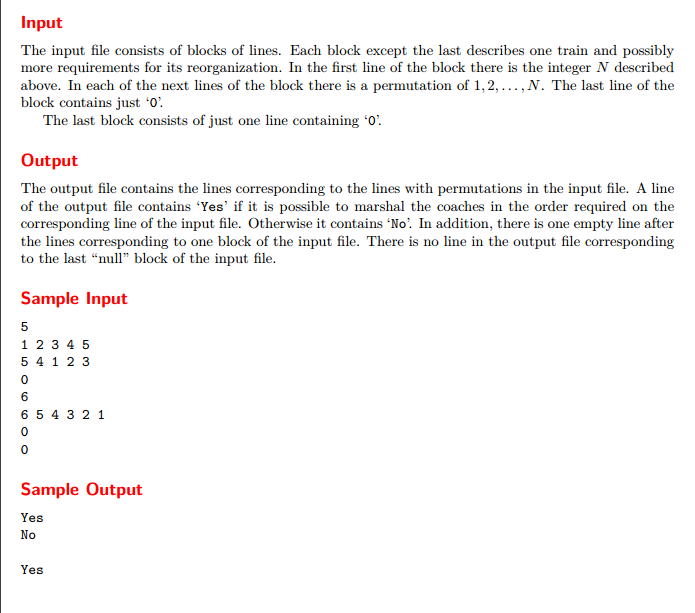 Input
The input file consists of blocks of lines. Each block except the last describes one train and possibly
more requirements for its reorganization. In the first line of the block there is the integer N described
above. In each of the next lines of the block there is a permutation of 1, 2, . . . , N. The last line of the
block contains just ‘0’.
The last block consists of just one line containing ‘0’.
Output
The output file contains the lines corresponding to the lines with permutations in the input file. A line
of the output file contains ‘Yes’ if it is possible to marshal the coaches in the order required on the
corresponding line of the input file. Otherwise it contains ‘No’. In addition, there is one empty line after
the lines corresponding to one block of the input file. There is no line in the output file corresponding
to the last “null” block of the input file.
Sample Input
5
1 2 3 4 5
5 4 1 2 3
0
6
6 5 4 3 2 1
0
0
Sample Output
Yes
No
Yes